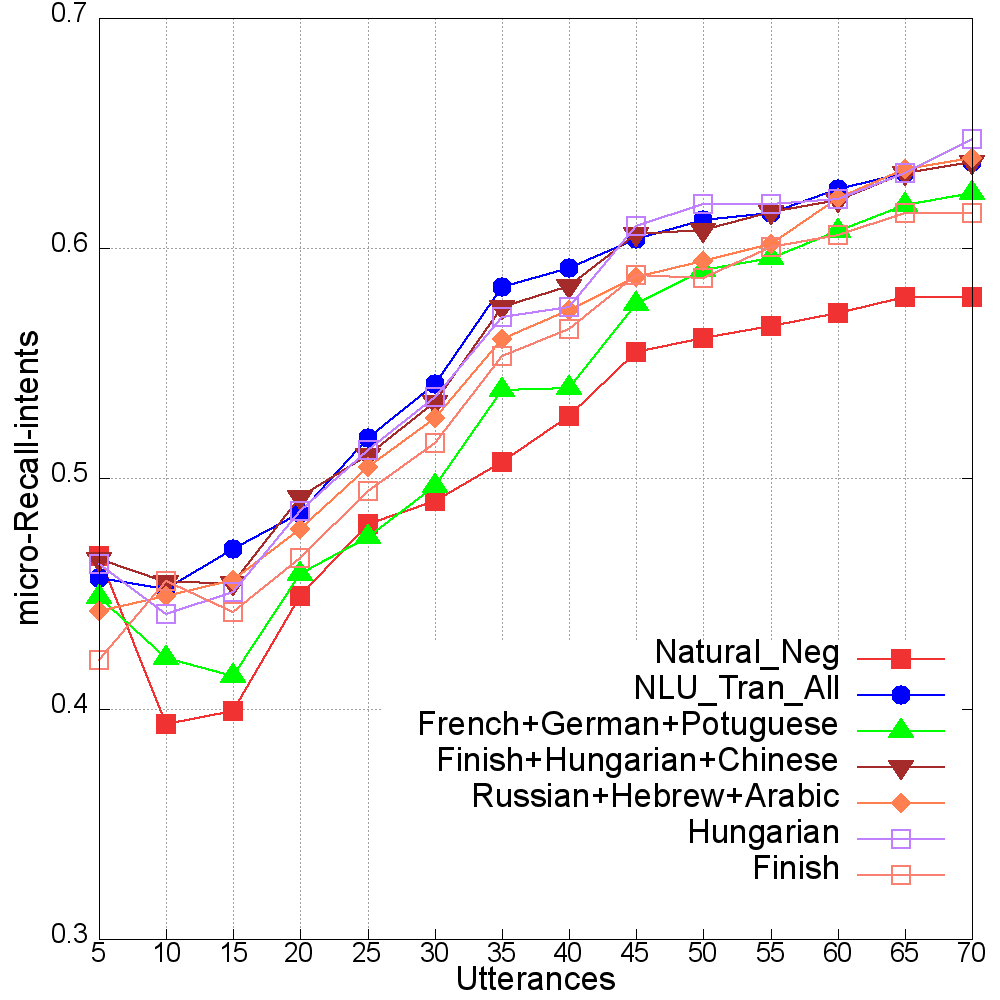 0.7
0.6
0.5
0.4
0.3
micro-Recall-intents
Natural_Neg
NLU_Tran_All
French+German+Potuguese
Finish+Hungarian+Chinese
Russian+Hebrew+Arabic
Hungarian
Finish
5 10 15 20 25 30 35 40 45 50 55 60 65 70
Utterances